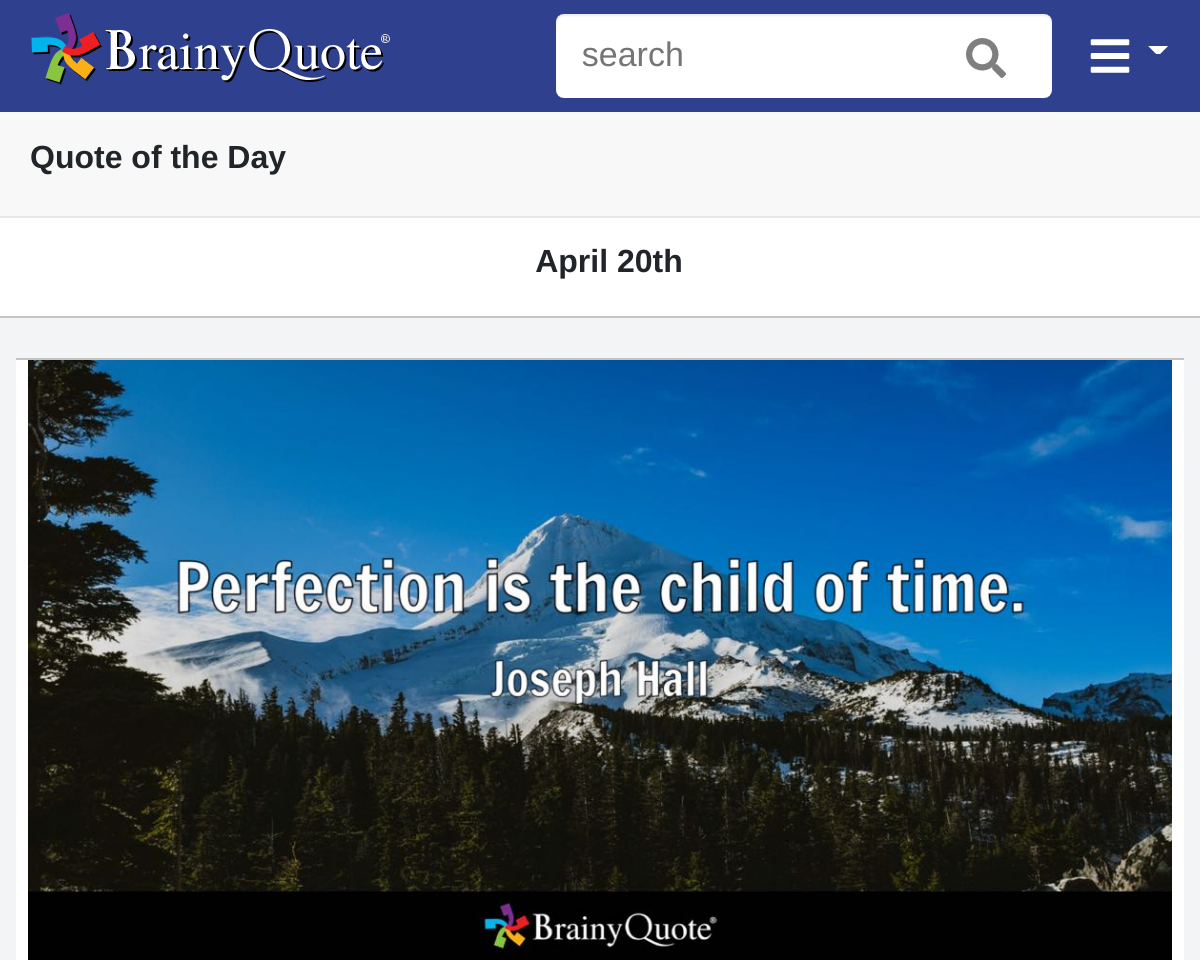 BrainyQuote®
search
Quote of the Day
April 20th
Perfection is the child of time.
Joseph Hall
BrainyQuote®